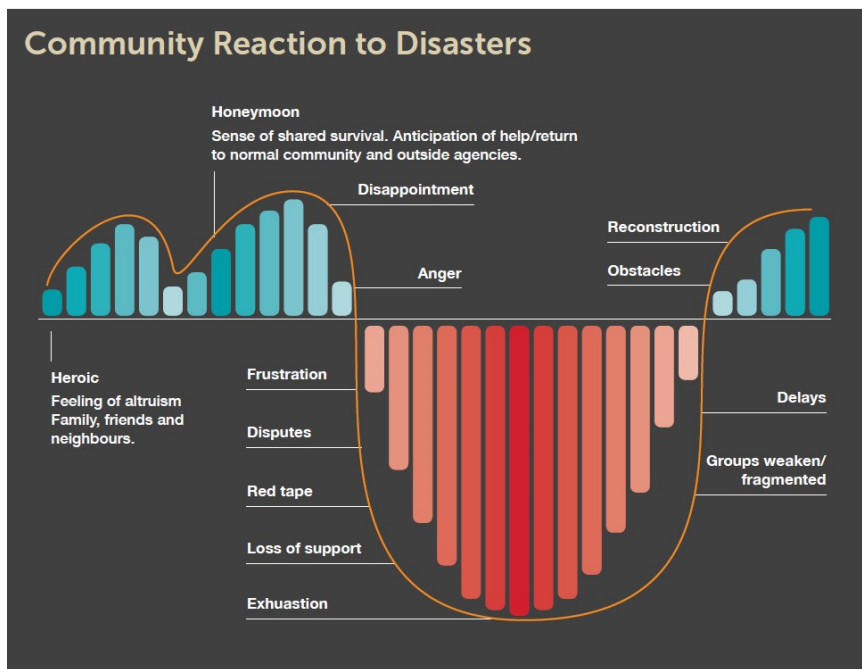 Community Reaction to Disasters
Honeymoon
Sense of shared survival. Anticipation of help/return
to normal community and outside agencies.
Disappointment
Anger
Reconstruction
Obstacles
Heroic
Feeling of altruism
Family, friends and
neighbours.
Frustration
Disputes
Red tape
Loss of support
Exhuastion
Delays
Groups weaken/
fragmented